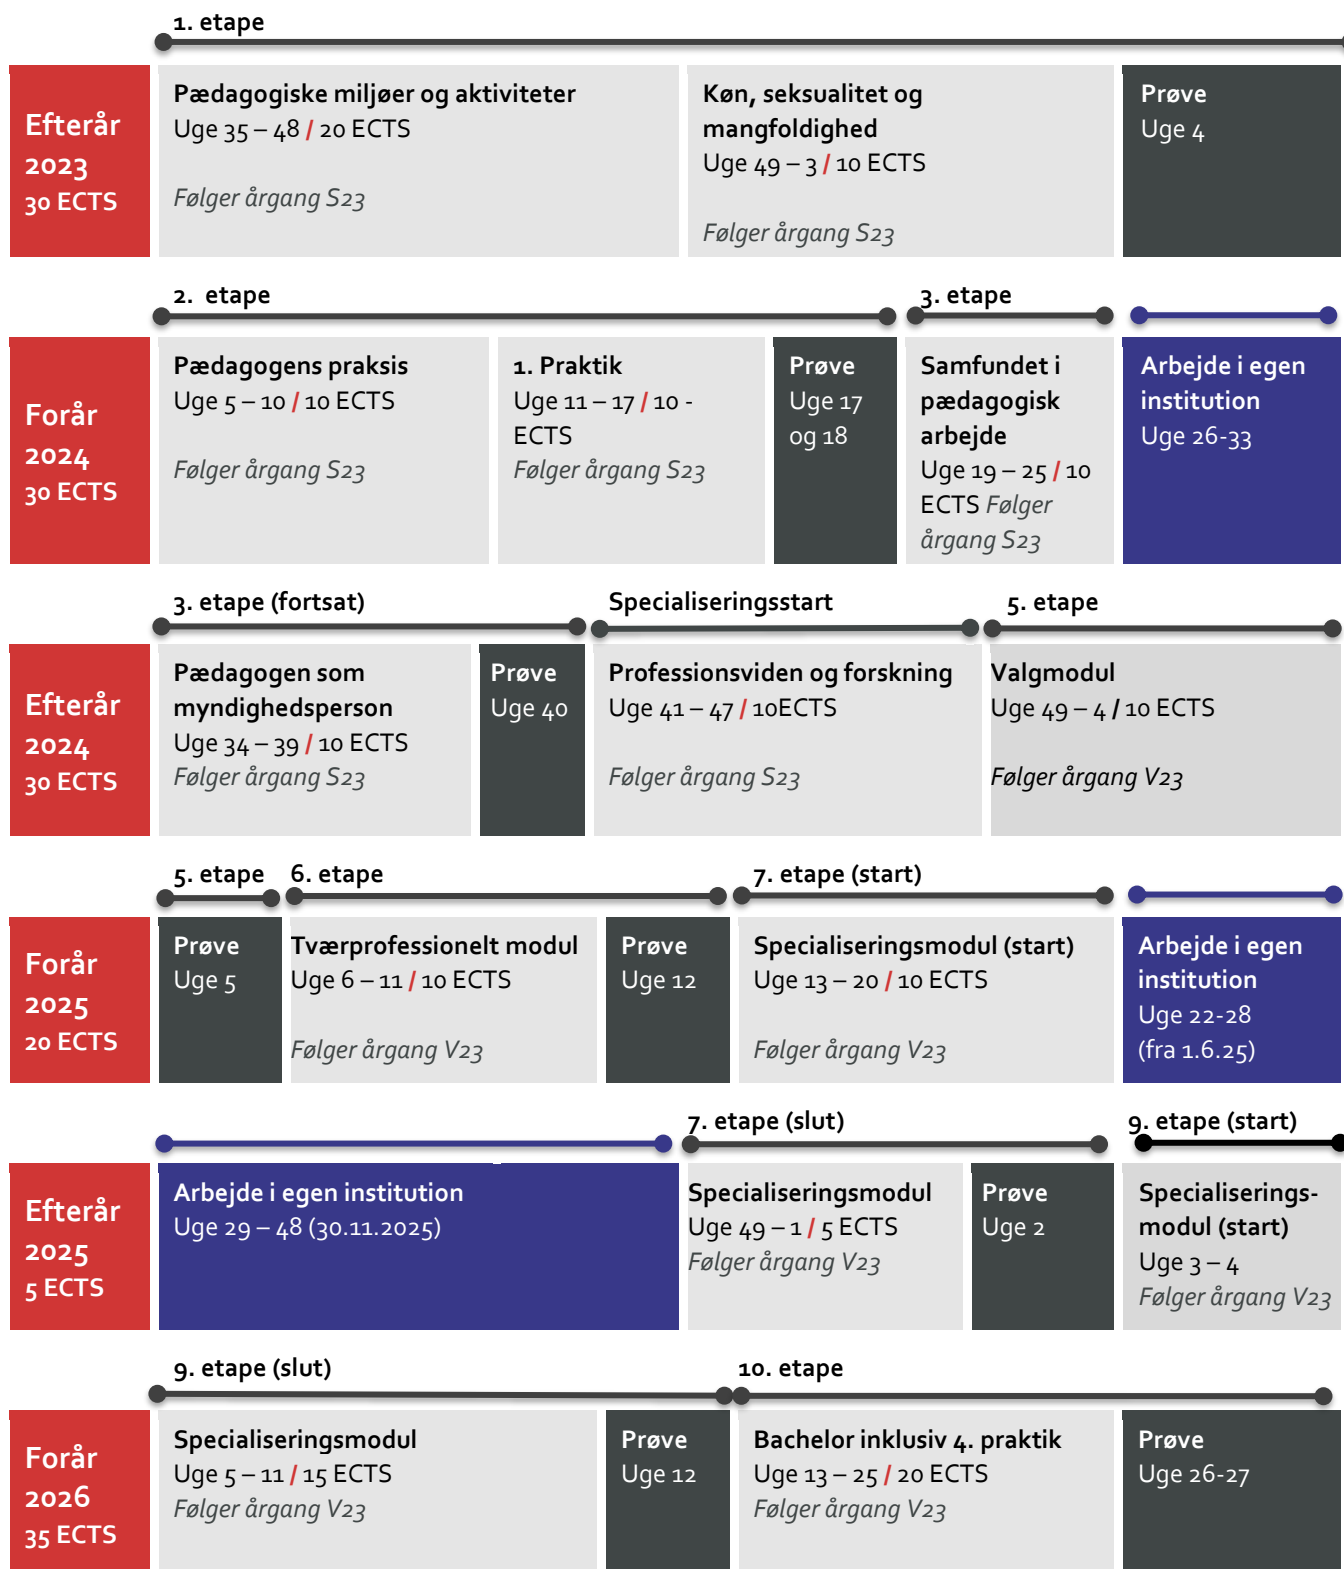 1. etape
Efterår
2023
30 ECTS
Pædagogiske miljøer og aktiviteter
Uge 35 – 48 / 20 ECTS
Følger årgang S23
Køn, seksualitet og
mangfoldighed
Uge 49 – 3 / 10 ECTS
Følger årgang S23
Prøve
Uge 4
2. etape
3. etape
Forår
2024
30 ECTS
Pædagogens praksis
Uge 5 – 10 / 10 ECTS
Følger årgang S23
1. Praktik
Uge 11 – 17 / 10 -
ECTS
Følger årgang S23
Prøve
Uge 17
og 18
Samfundet i
pædagogisk
arbejde
Uge 19 – 25 / 10
ECTS Følger
årgang S23
Arbejde i egen
institution
Uge 26-33
3. etape (fortsat)
Specialiseringsstart
5. etape
Efterår
2024
30 ECTS
Pædagogen som
myndighedsperson
Uge 34 – 39 / 10 ECTS
Følger årgang S23
Prøve
Uge 40
Professionsviden og forskning
Uge 41 – 47 / 10ECTS
Følger årgang S23
Valgmodul
Uge 49 – 4 / 10 ECTS
Følger årgang V23
5. etape
6. etape
7. etape (start)
Forår
2025
20 ECTS
Prøve
Uge 5
Tværprofessionelt modul
Uge 6 – 11 / 10 ECTS
Følger årgang V23
Prøve
Uge 12
Specialiseringsmodul (start)
Uge 13 – 20 / 10 ECTS
Følger årgang V23
Arbejde i egen
institution
Uge 22-28
(fra 1.6.25)
7. etape (slut)
9. etape (start)
Efterår
2025
5 ECTS
Arbejde i egen institution
Uge 29 – 48 (30.11.2025)
Specialiseringsmodul
Uge 49 – 1 / 5 ECTS
Følger årgang V23
Prøve
Uge 2
Specialiserings-
modul (start)
Uge 3 – 4
Følger årgang V23
9. etape (slut)
10. etape
Forår
2026
35 ECTS
Specialiseringsmodul
Uge 5 – 11 / 15 ECTS
Følger årgang V23
Prøve
Uge 12
Bachelor inklusiv 4. praktik
Uge 13 – 25 / 20 ECTS
Følger årgang V23
Prøve
Uge 26-27